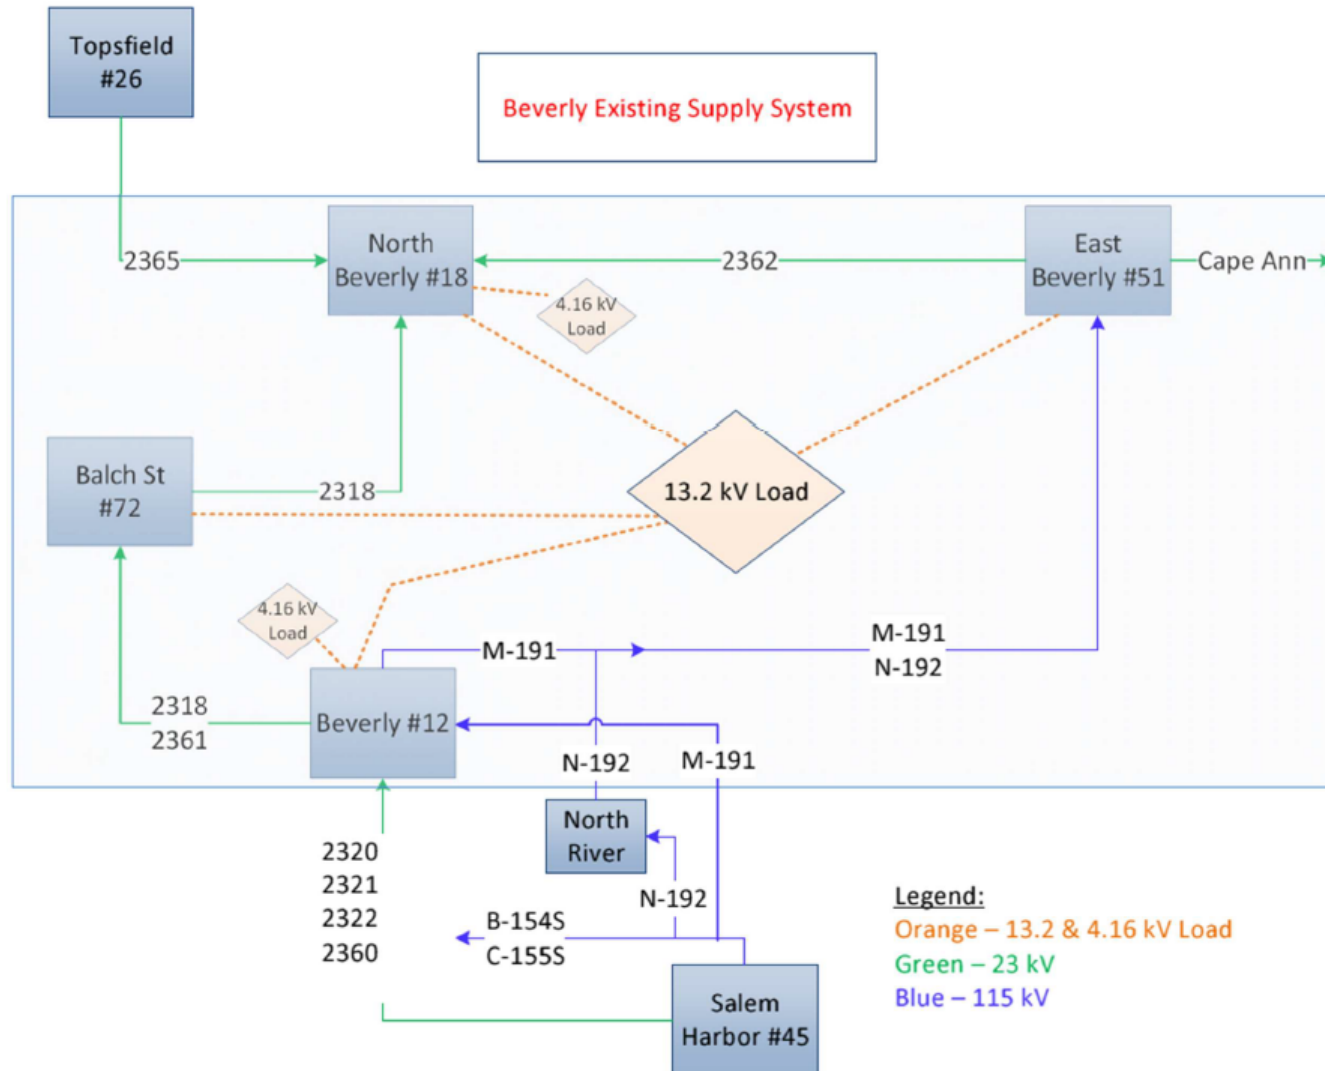 Topsfield
#26
Beverly Existing Supply System
North
Beverly #18
East
Beverly #51
2365
2362
Cape Ann
4.16 kV
Load
Balch St
#72
2318
13.2 kV Load
4.16 kV
Load
M-191
M-191
N-192
2318
2361
Beverly #12
N-192
M-191
North
River
2320
2321
2322
2360
N-192
B-154S
C-155S
Salem
Harbor #45
Legend:
Orange – 13.2 & 4.16 kV Load
Green – 23 kV
Blue – 115 kV